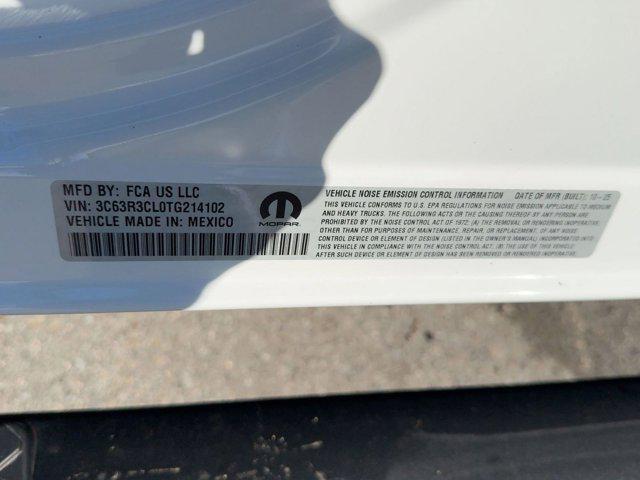 MFD BY: FCA US LLC
VIN: 3C63R3CL0TG214102
VEHICLE MADE IN: MEXICO
MOPAR
VEHICLE NOISE EMISSION CONTROL INFORMATION DATE OF MFR (BUILT): 10-25
THIS VEHICLE CONFORMS TO U.S. EPA REGULATIONS FOR NOISE EMISSION APPLICABLE TO MEDIUM
AND HEAVY TRUCKS. THE FOLLOWING ACTS OR THE CAUSING THEREOF BY ANY PERSON ARE
PROHIBITED BY THE NOISE CONTROL ACT OF 1972: (A) THE REMOVAL OR RENDERING INOPERATIVE,
OTHER THAN FOR PURPOSES OF MAINTENANCE, REPAIR, OR REPLACEMENT, OF ANY NOISE
CONTROL DEVICE OR ELEMENT OF DESIGN (LISTED IN THE OWNER'S MANUAL), INCORPORATED INTO
THIS VEHICLE IN COMPLIANCE WITH THE NOISE CONTROL ACT. (B) THE USE OF THIS VEHICLE
AFTER SUCH DEVICE OR ELEMENT OF DESIGN HAS BEEN REMOVED OR RENDERED INOPERATIVE.